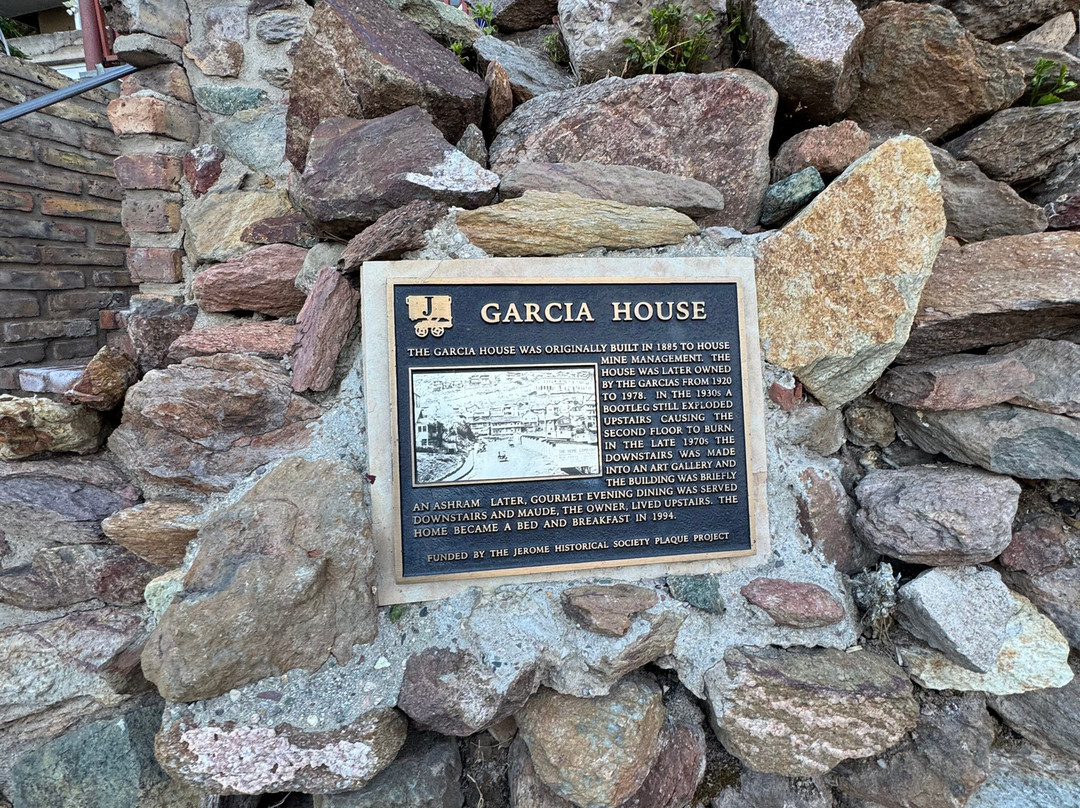 J
GARCIA HOUSE
THE GARCIA HOUSE WAS ORIGINALLY BUILT IN 1885 TO HOUSE
MINE MANAGEMENT. THE
HOUSE WAS LATER OWNED
BY THE GARCIAS FROM 1920
TO 1978. IN THE 1930s A
BOOTLEG STILL EXPLODED
UPSTAIRS CAUSING THE
SECOND FLOOR TO BURN.
IN THE LATE 1970s THE
DOWNSTAIRS WAS MADE
INTO AN ART GALLERY AND
THE BUILDING WAS BRIEFLY
AN ASHRAM LATER, GOURMET EVENING DINING WAS SERVED
DOWNSTAIRS AND MAUDE, THE OWNER, LIVED UPSTAIRS. THE
HOME BECAME A BED AND BREAKFAST IN 1994.
FUNDED BY THE JEROME HISTORICAL SOCIETY PLAQUE PROJECT